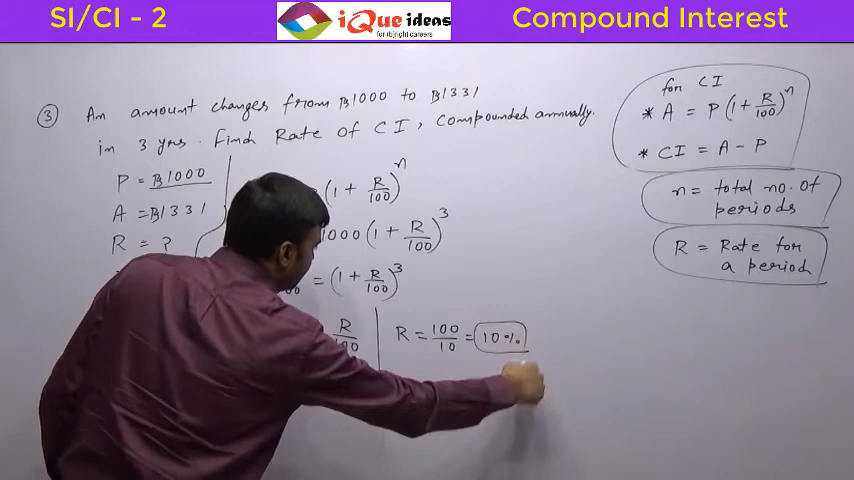 SI/CI - 2
iQue ideas
for (b)right careers
Compound Interest
③ An amount changes from ₿1000 to ₿1331
in 3 yrs. Find Rate of CI, compounded annually.
P = ₿1000
A = ₿1331
R = ?
(1 + R/100)^n
1000 (1 + R/100)^3
= (1 + R/100)^3
R/100
R = 100/10 = 10%
for CI
* A = P(1 + R/100)^n
* CI = A - P
n = total no. of
periods
R = Rate for
a period